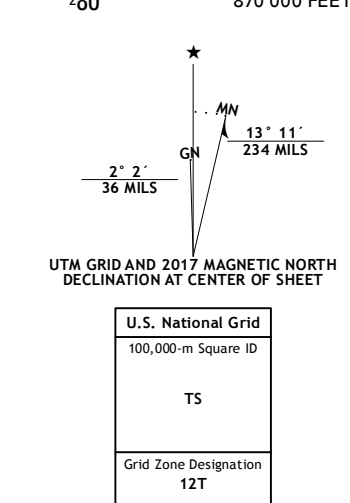 ²60 870 000 FEET
★
MN
13° 11´
234 MILS
GN
2° 2´
36 MILS
UTM GRID AND 2017 MAGNETIC NORTH
DECLINATION AT CENTER OF SHEET
U.S. National Grid
100,000-m Square ID
TS
Grid Zone Designation
12T